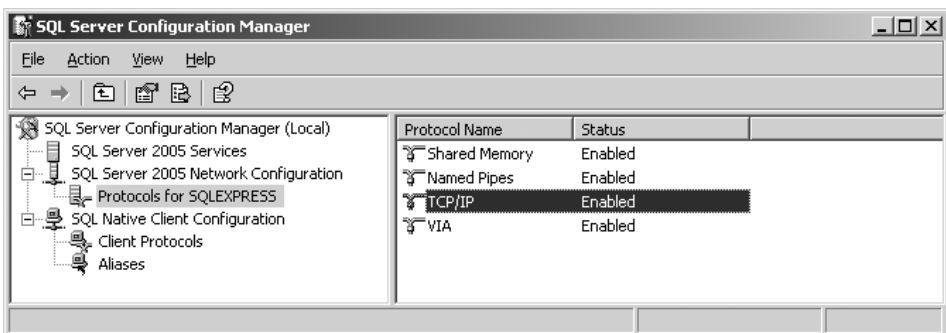 SQL Server Configuration Manager
File Action View Help
SQL Server Configuration Manager (Local)
SQL Server 2005 Services
SQL Server 2005 Network Configuration
Protocols for SQLEXPRESS
SQL Native Client Configuration
Client Protocols
Aliases
Protocol Name Status
Shared Memory Enabled
Named Pipes Enabled
TCP/IP Enabled
VIA Enabled